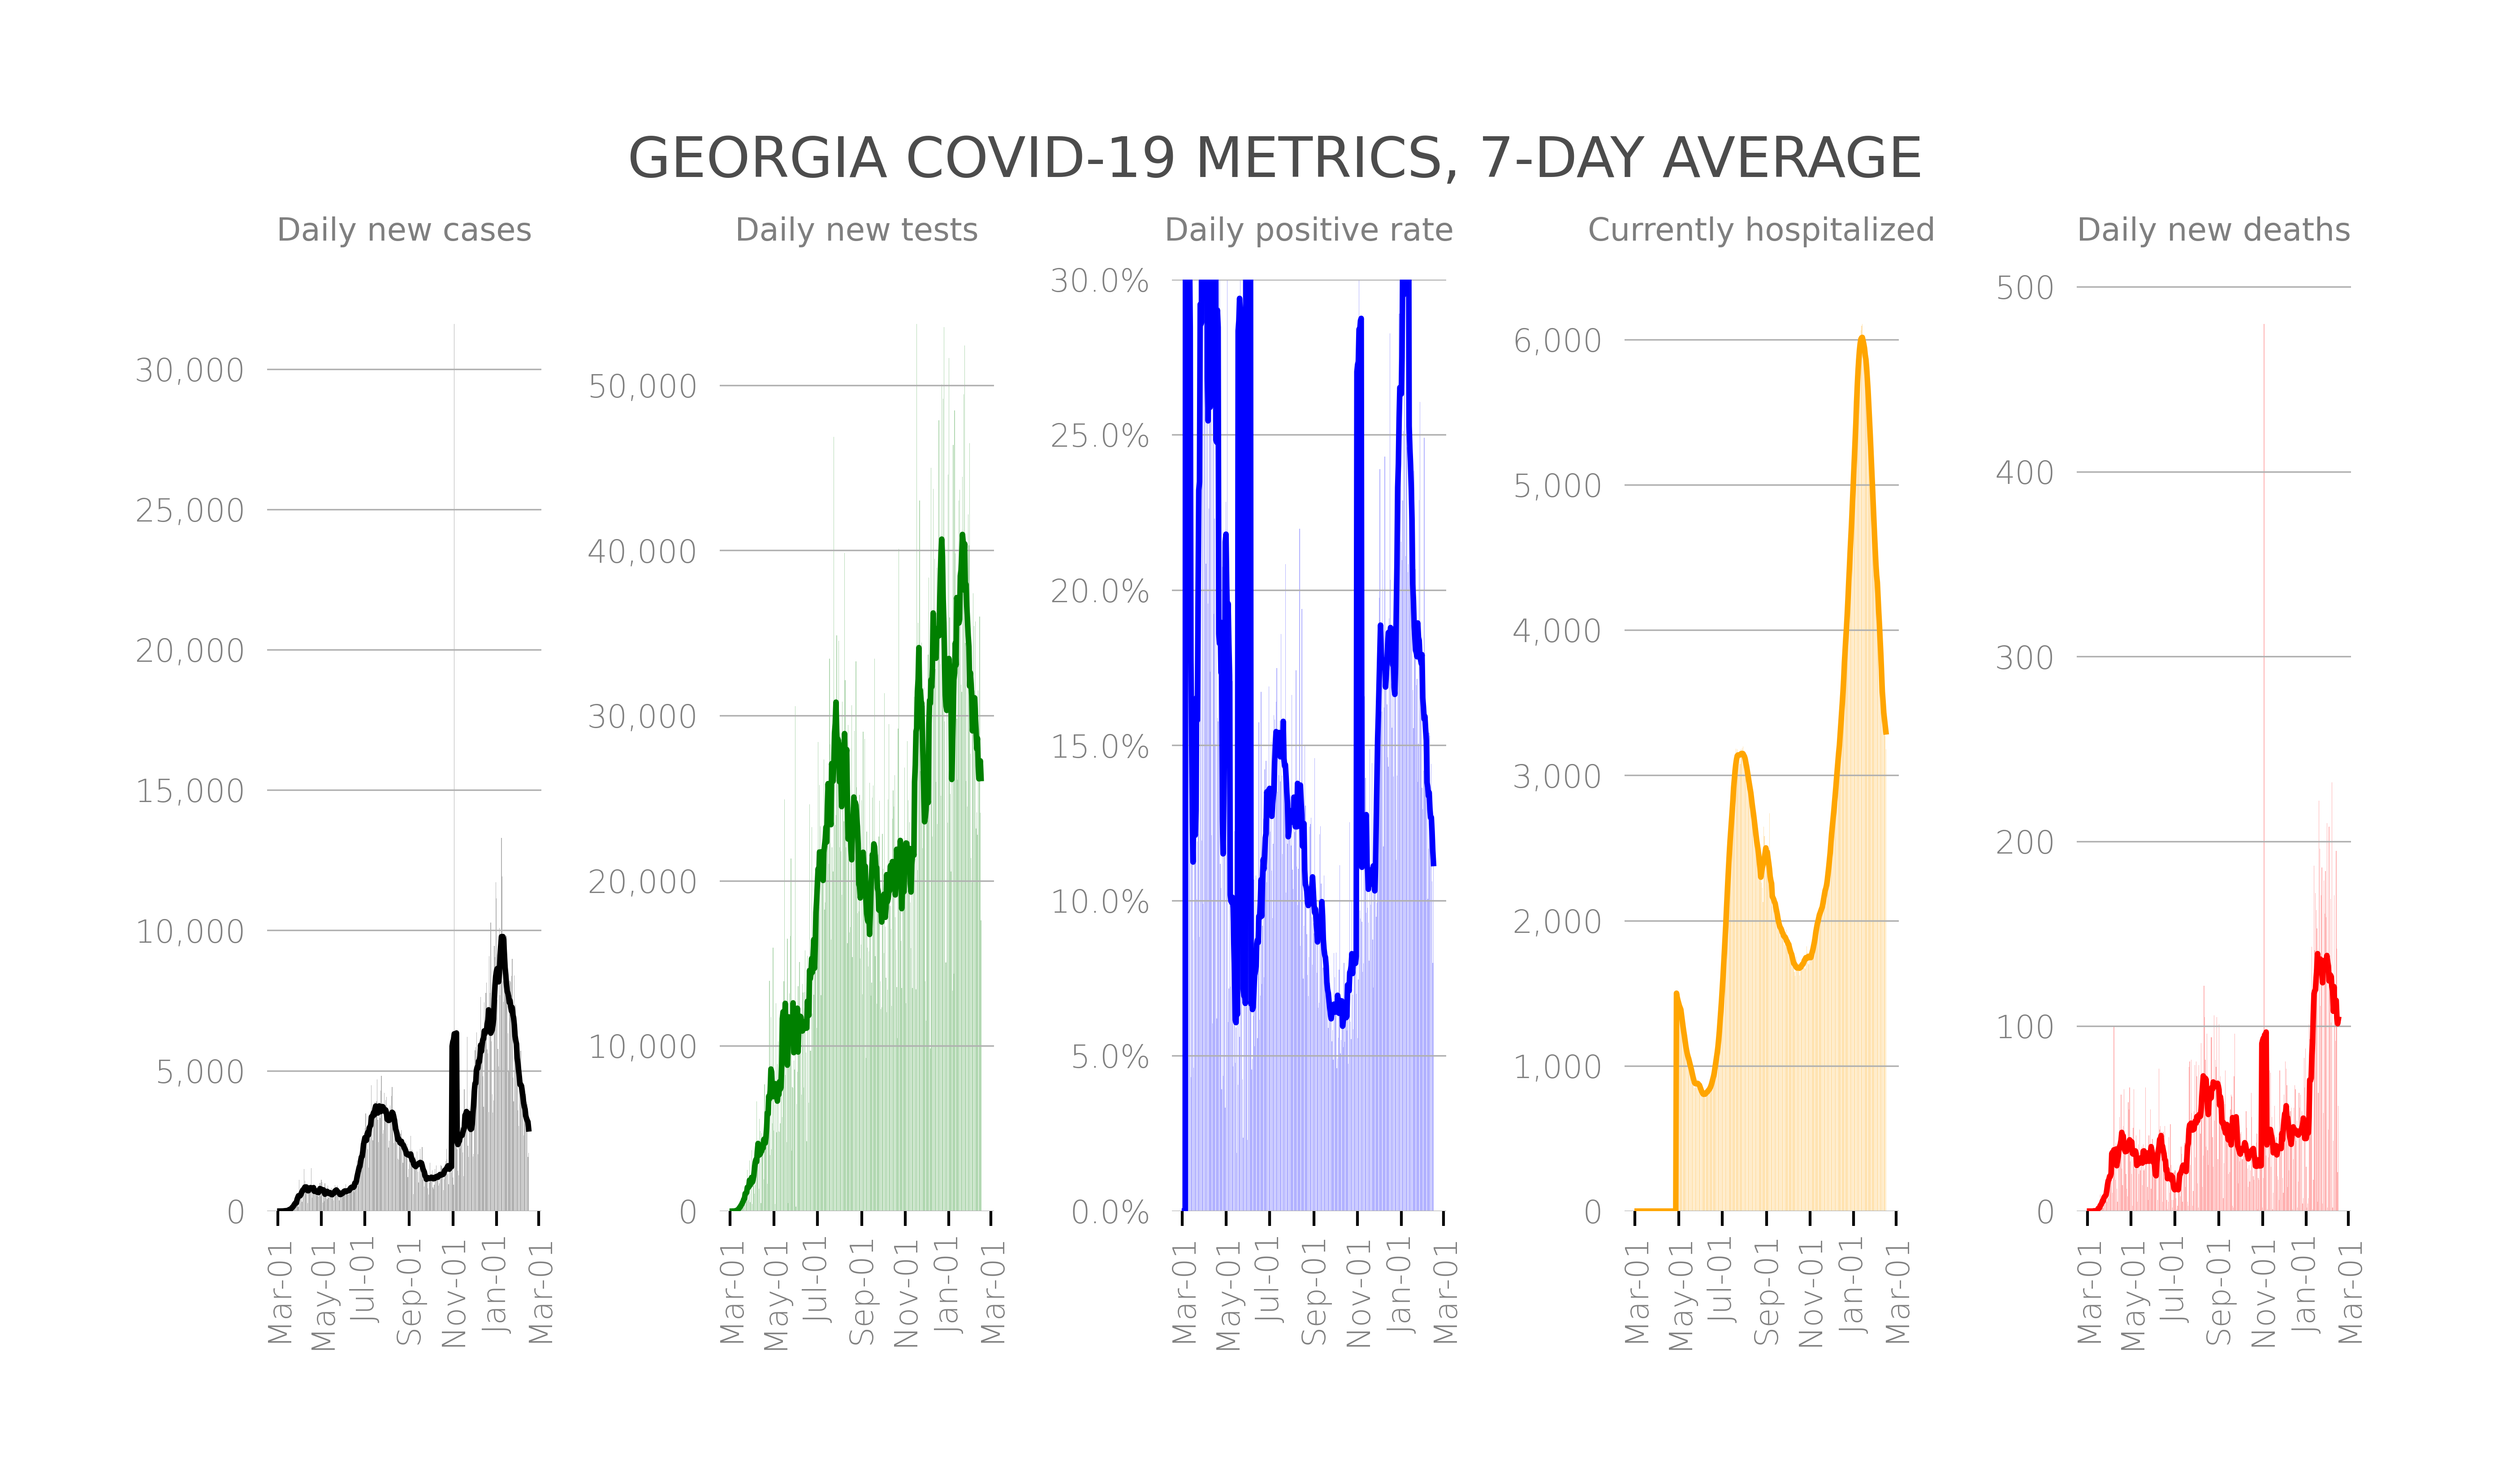 GEORGIA COVID-19 METRICS, 7-DAY AVERAGE
Daily new cases
30,000
25,000
20,000
15,000
10,000
5,000
0
Mar-01
May-01
Jul-01
Sep-01
Nov-01
Jan-01
Mar-01
Daily new tests
50,000
40,000
30,000
20,000
10,000
0
Mar-01
May-01
Jul-01
Sep-01
Nov-01
Jan-01
Mar-01
Daily positive rate
30.0%
25.0%
20.0%
15.0%
10.0%
5.0%
0.0%
Mar-01
May-01
Jul-01
Sep-01
Nov-01
Jan-01
Mar-01
Currently hospitalized
6,000
5,000
4,000
3,000
2,000
1,000
0
Mar-01
May-01
Jul-01
Sep-01
Nov-01
Jan-01
Mar-01
Daily new deaths
500
400
300
200
100
0
Mar-01
May-01
Jul-01
Sep-01
Nov-01
Jan-01
Mar-01